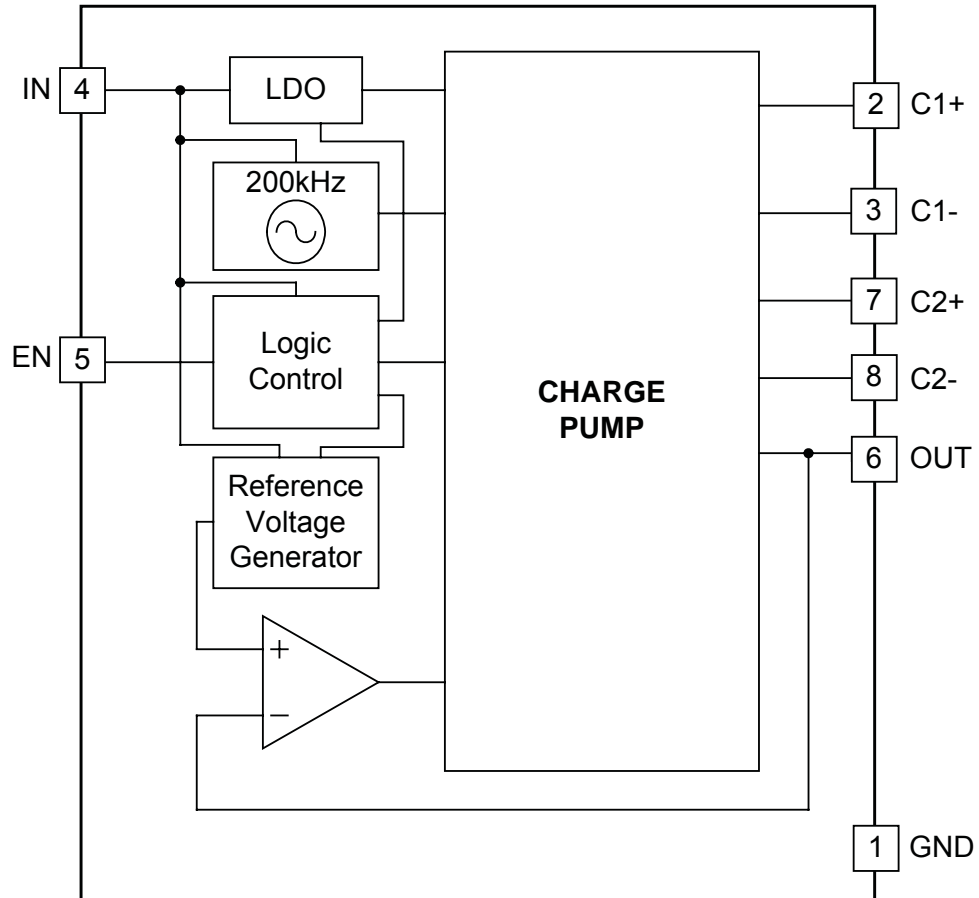 IN 4
LDO
2 C1+
200kHz
3 C1-
7 C2+
EN 5
Logic
Control
8 C2-
CHARGE
PUMP
6 OUT
Reference
Voltage
Generator
+
−
1 GND